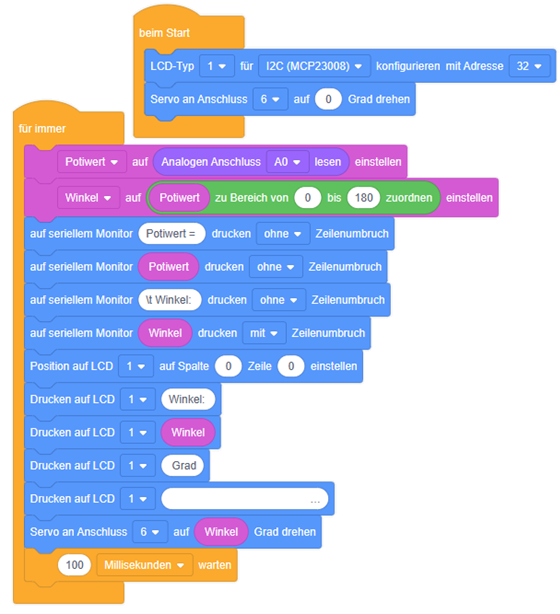 beim Start
LCD-Typ 1 für I2C (MCP23008) konfigurieren mit Adresse 32
Servo an Anschluss 6 auf 0 Grad drehen
für immer
Potiwert auf Analogen Anschluss A0 lesen einstellen
Winkel auf Potiwert zu Bereich von 0 bis 180 zuordnen einstellen
auf seriellem Monitor Potiwert = drucken ohne Zeilenumbruch
auf seriellem Monitor Potiwert drucken ohne Zeilenumbruch
auf seriellem Monitor \t Winkel: drucken ohne Zeilenumbruch
auf seriellem Monitor Winkel drucken mit Zeilenumbruch
Position auf LCD 1 auf Spalte 0 Zeile 0 einstellen
Drucken auf LCD 1 Winkel:
Drucken auf LCD 1 Winkel
Drucken auf LCD 1 Grad
Drucken auf LCD 1 ...
Servo an Anschluss 6 auf Winkel Grad drehen
100 Millisekunden warten